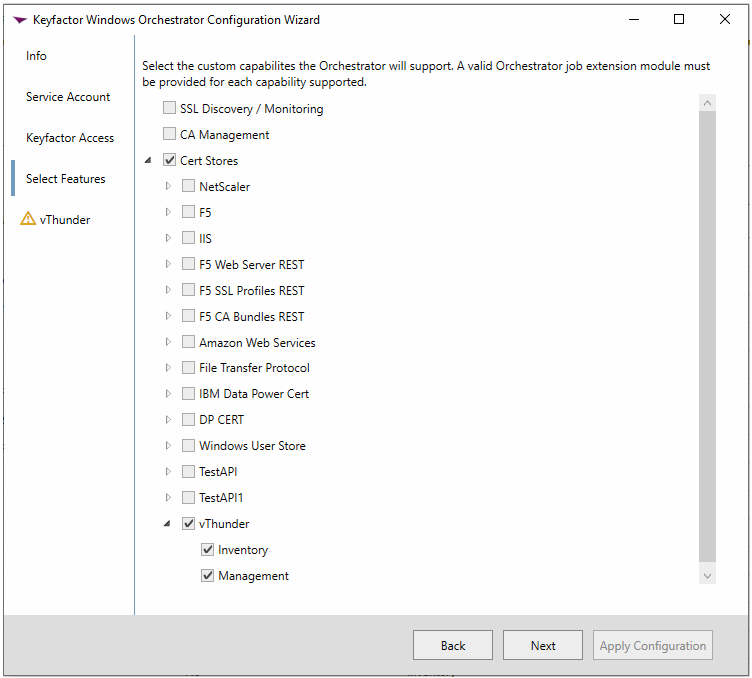 Keyfactor Windows Orchestrator Configuration Wizard
Info
Service Account
Keyfactor Access
Select Features
vThunder
Select the custom capabilites the Orchestrator will support. A valid Orchestrator job extension module must
be provided for each capability supported.
SSL Discovery / Monitoring
CA Management
Cert Stores
NetScaler
F5
IIS
F5 Web Server REST
F5 SSL Profiles REST
F5 CA Bundles REST
Amazon Web Services
File Transfer Protocol
IBM Data Power Cert
DP CERT
Windows User Store
TestAPI
TestAPI1
vThunder
Inventory
Management
Back
Next
Apply Configuration